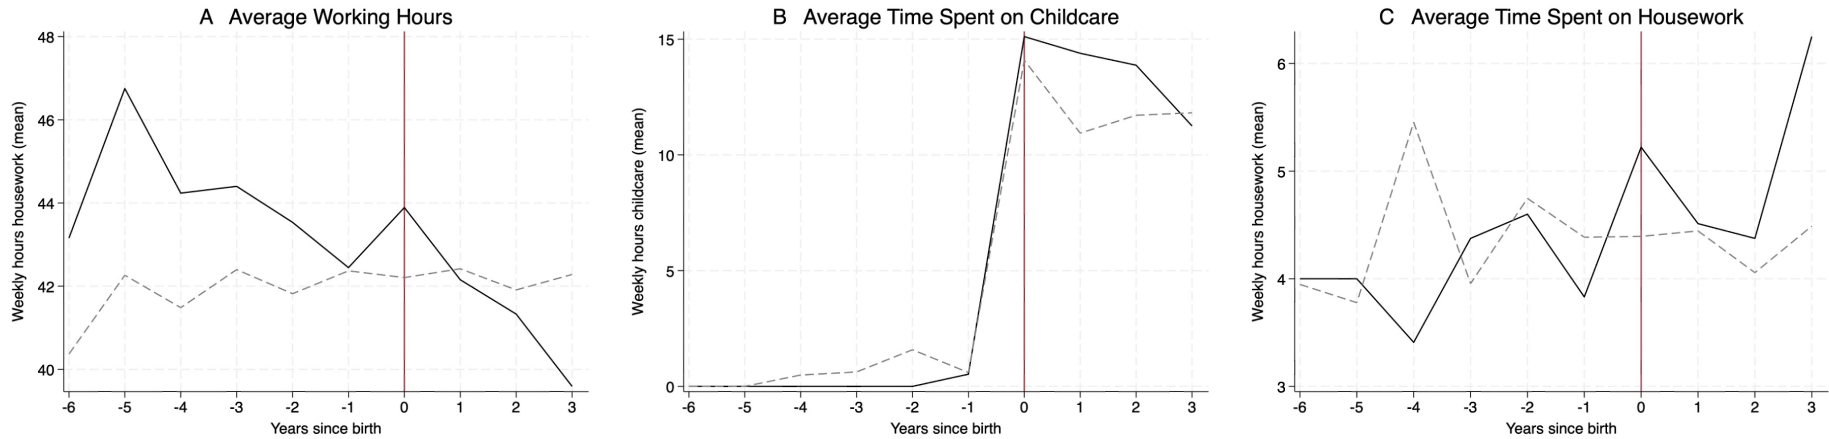 A Average Working Hours
Weekly hours housework (mean)
48
46
44
42
40
-6 -5 -4 -3 -2 -1 0 1 2 3
Years since birth
B Average Time Spent on Childcare
Weekly hours childcare (mean)
15
10
5
0
-6 -5 -4 -3 -2 -1 0 1 2 3
Years since birth
C Average Time Spent on Housework
Weekly hours housework (mean)
6
5
4
3
-6 -5 -4 -3 -2 -1 0 1 2 3
Years since birth